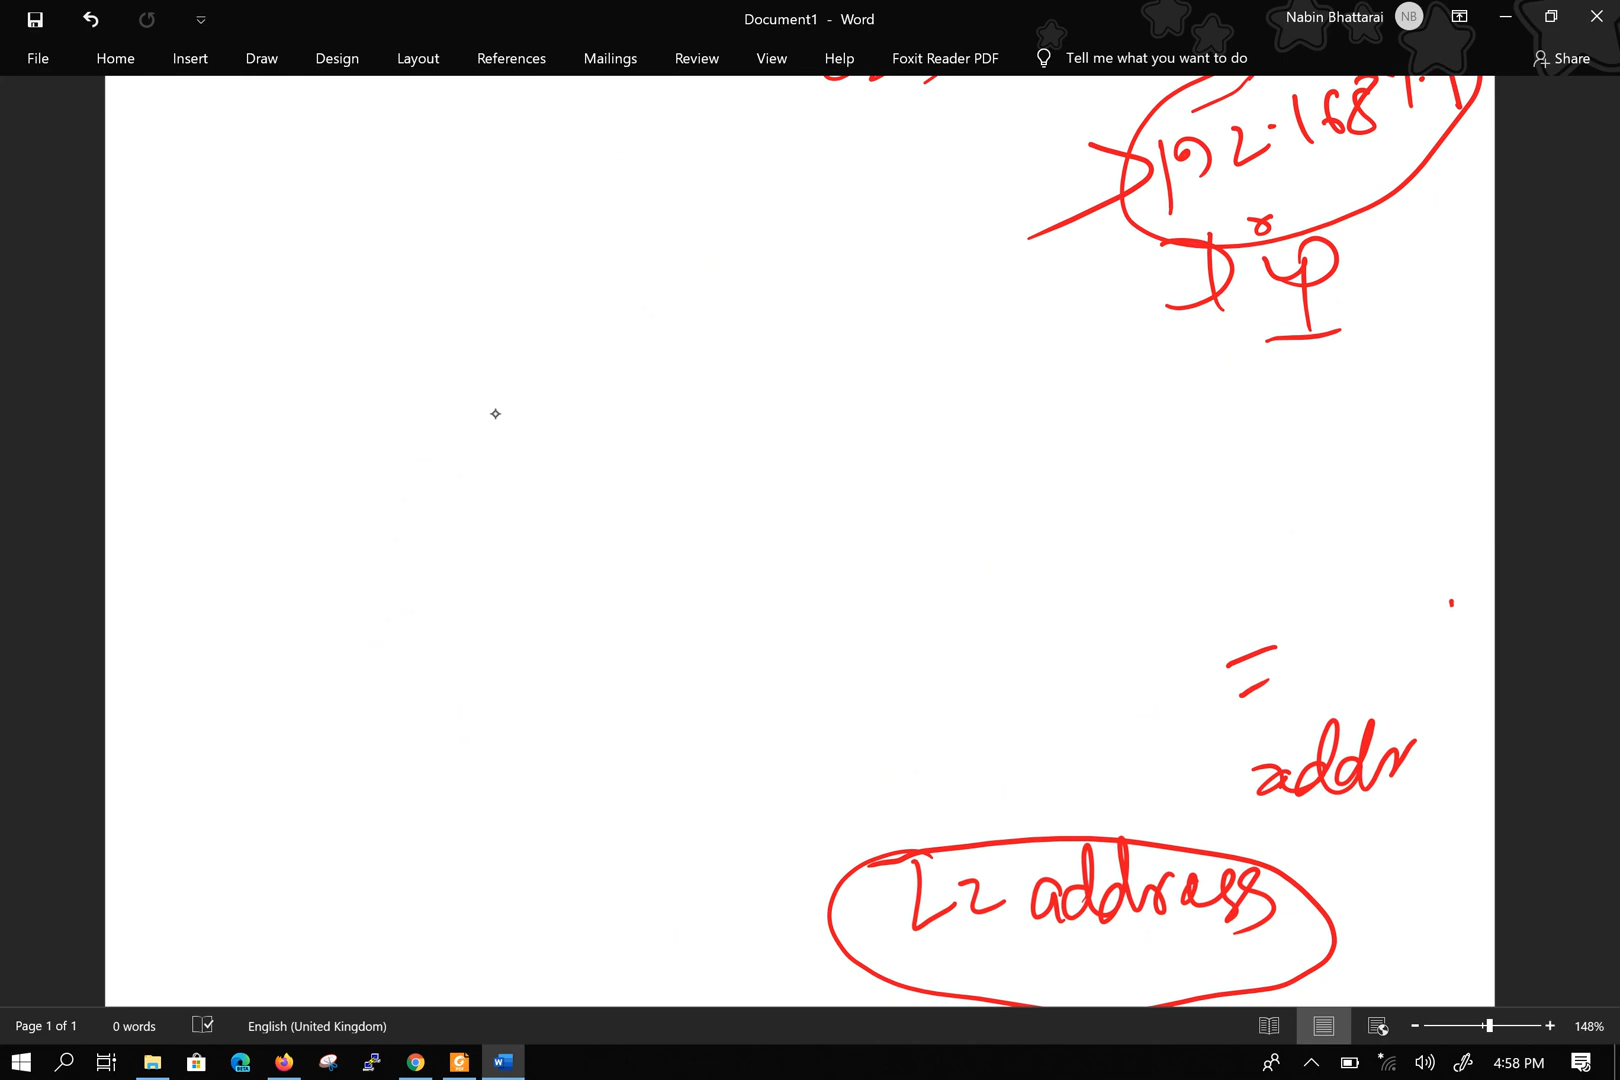 Document1 - Word
Nabin Bhattarai NB
File Home Insert Draw Design Layout References Mailings Review View Help Foxit Reader PDF Tell me what you want to do Share
192.168.1.1
addr
L2 address
Page 1 of 1 0 words English (United Kingdom) 148%
4:58 PM